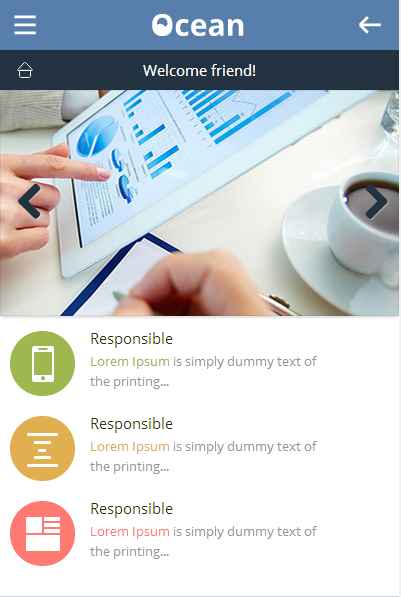 Ocean
Welcome friend!
Responsible
Lorem Ipsum is simply dummy text of
the printing...
Responsible
Lorem Ipsum is simply dummy text of
the printing...
Responsible
Lorem Ipsum is simply dummy text of
the printing...